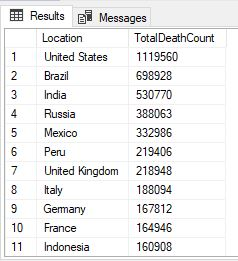 Results Messages
Location TotalDeathCount
1 United States 1119560
2 Brazil 698928
3 India 530770
4 Russia 388063
5 Mexico 332986
6 Peru 219406
7 United Kingdom 218948
8 Italy 188094
9 Germany 167812
10 France 164946
11 Indonesia 160908